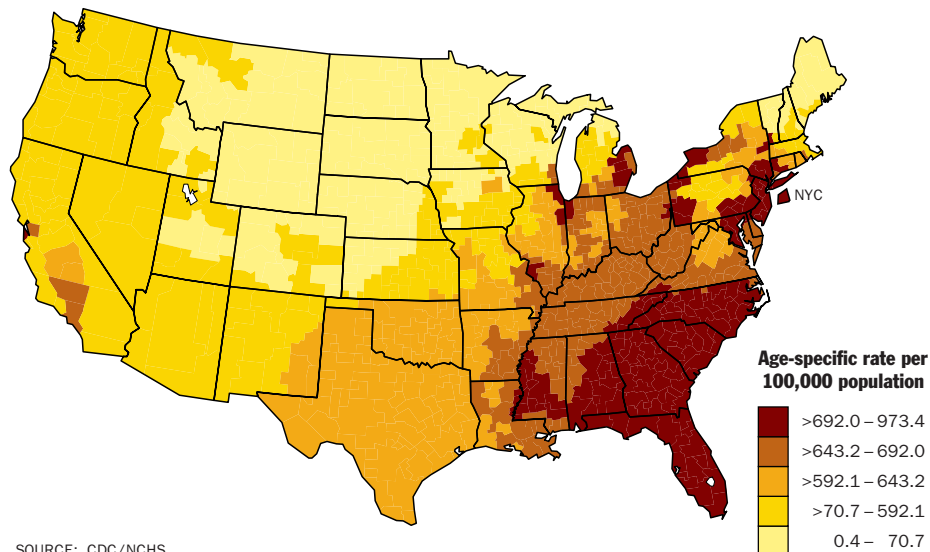 NYC
Age-specific rate per
100,000 population
>692.0 – 973.4
>643.2 – 692.0
>592.1 – 643.2
>70.7 – 592.1
0.4 – 70.7
SOURCE: CDC/NCHS